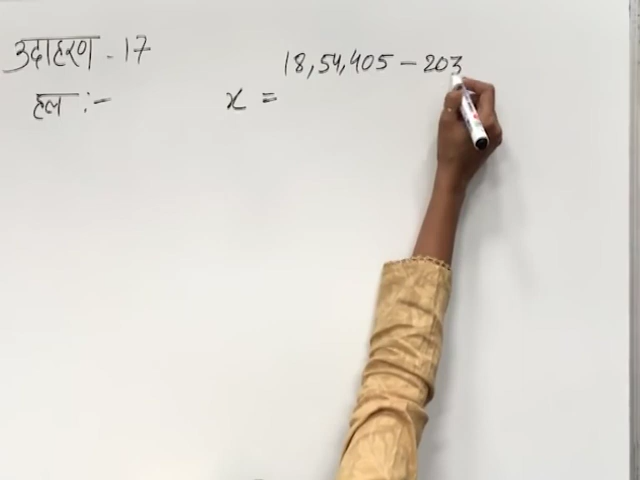 उदाहरण - 17
18,54,405 - 203
हल :- x =